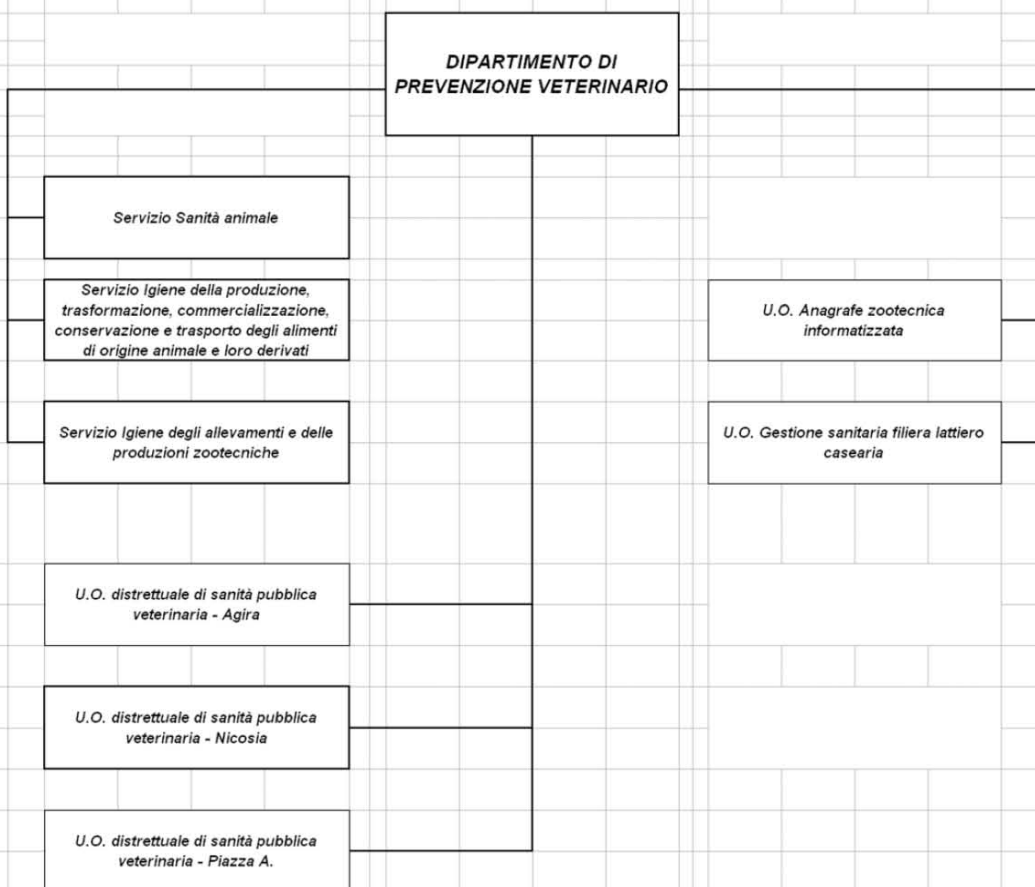 DIPARTIMENTO DI
PREVENZIONE VETERINARIO
Servizio Sanità animale
Servizio Igiene della produzione,
trasformazione, commercializzazione,
conservazione e trasporto degli alimenti
di origine animale e loro derivati
U.O. Anagrafe zootecnica
informatizzata
Servizio Igiene degli allevamenti e delle
produzioni zootecniche
U.O. Gestione sanitaria filiera lattiero
casearia
U.O. distrettuale di sanità pubblica
veterinaria - Agira
U.O. distrettuale di sanità pubblica
veterinaria - Nicosia
U.O. distrettuale di sanità pubblica
veterinaria - Piazza A.